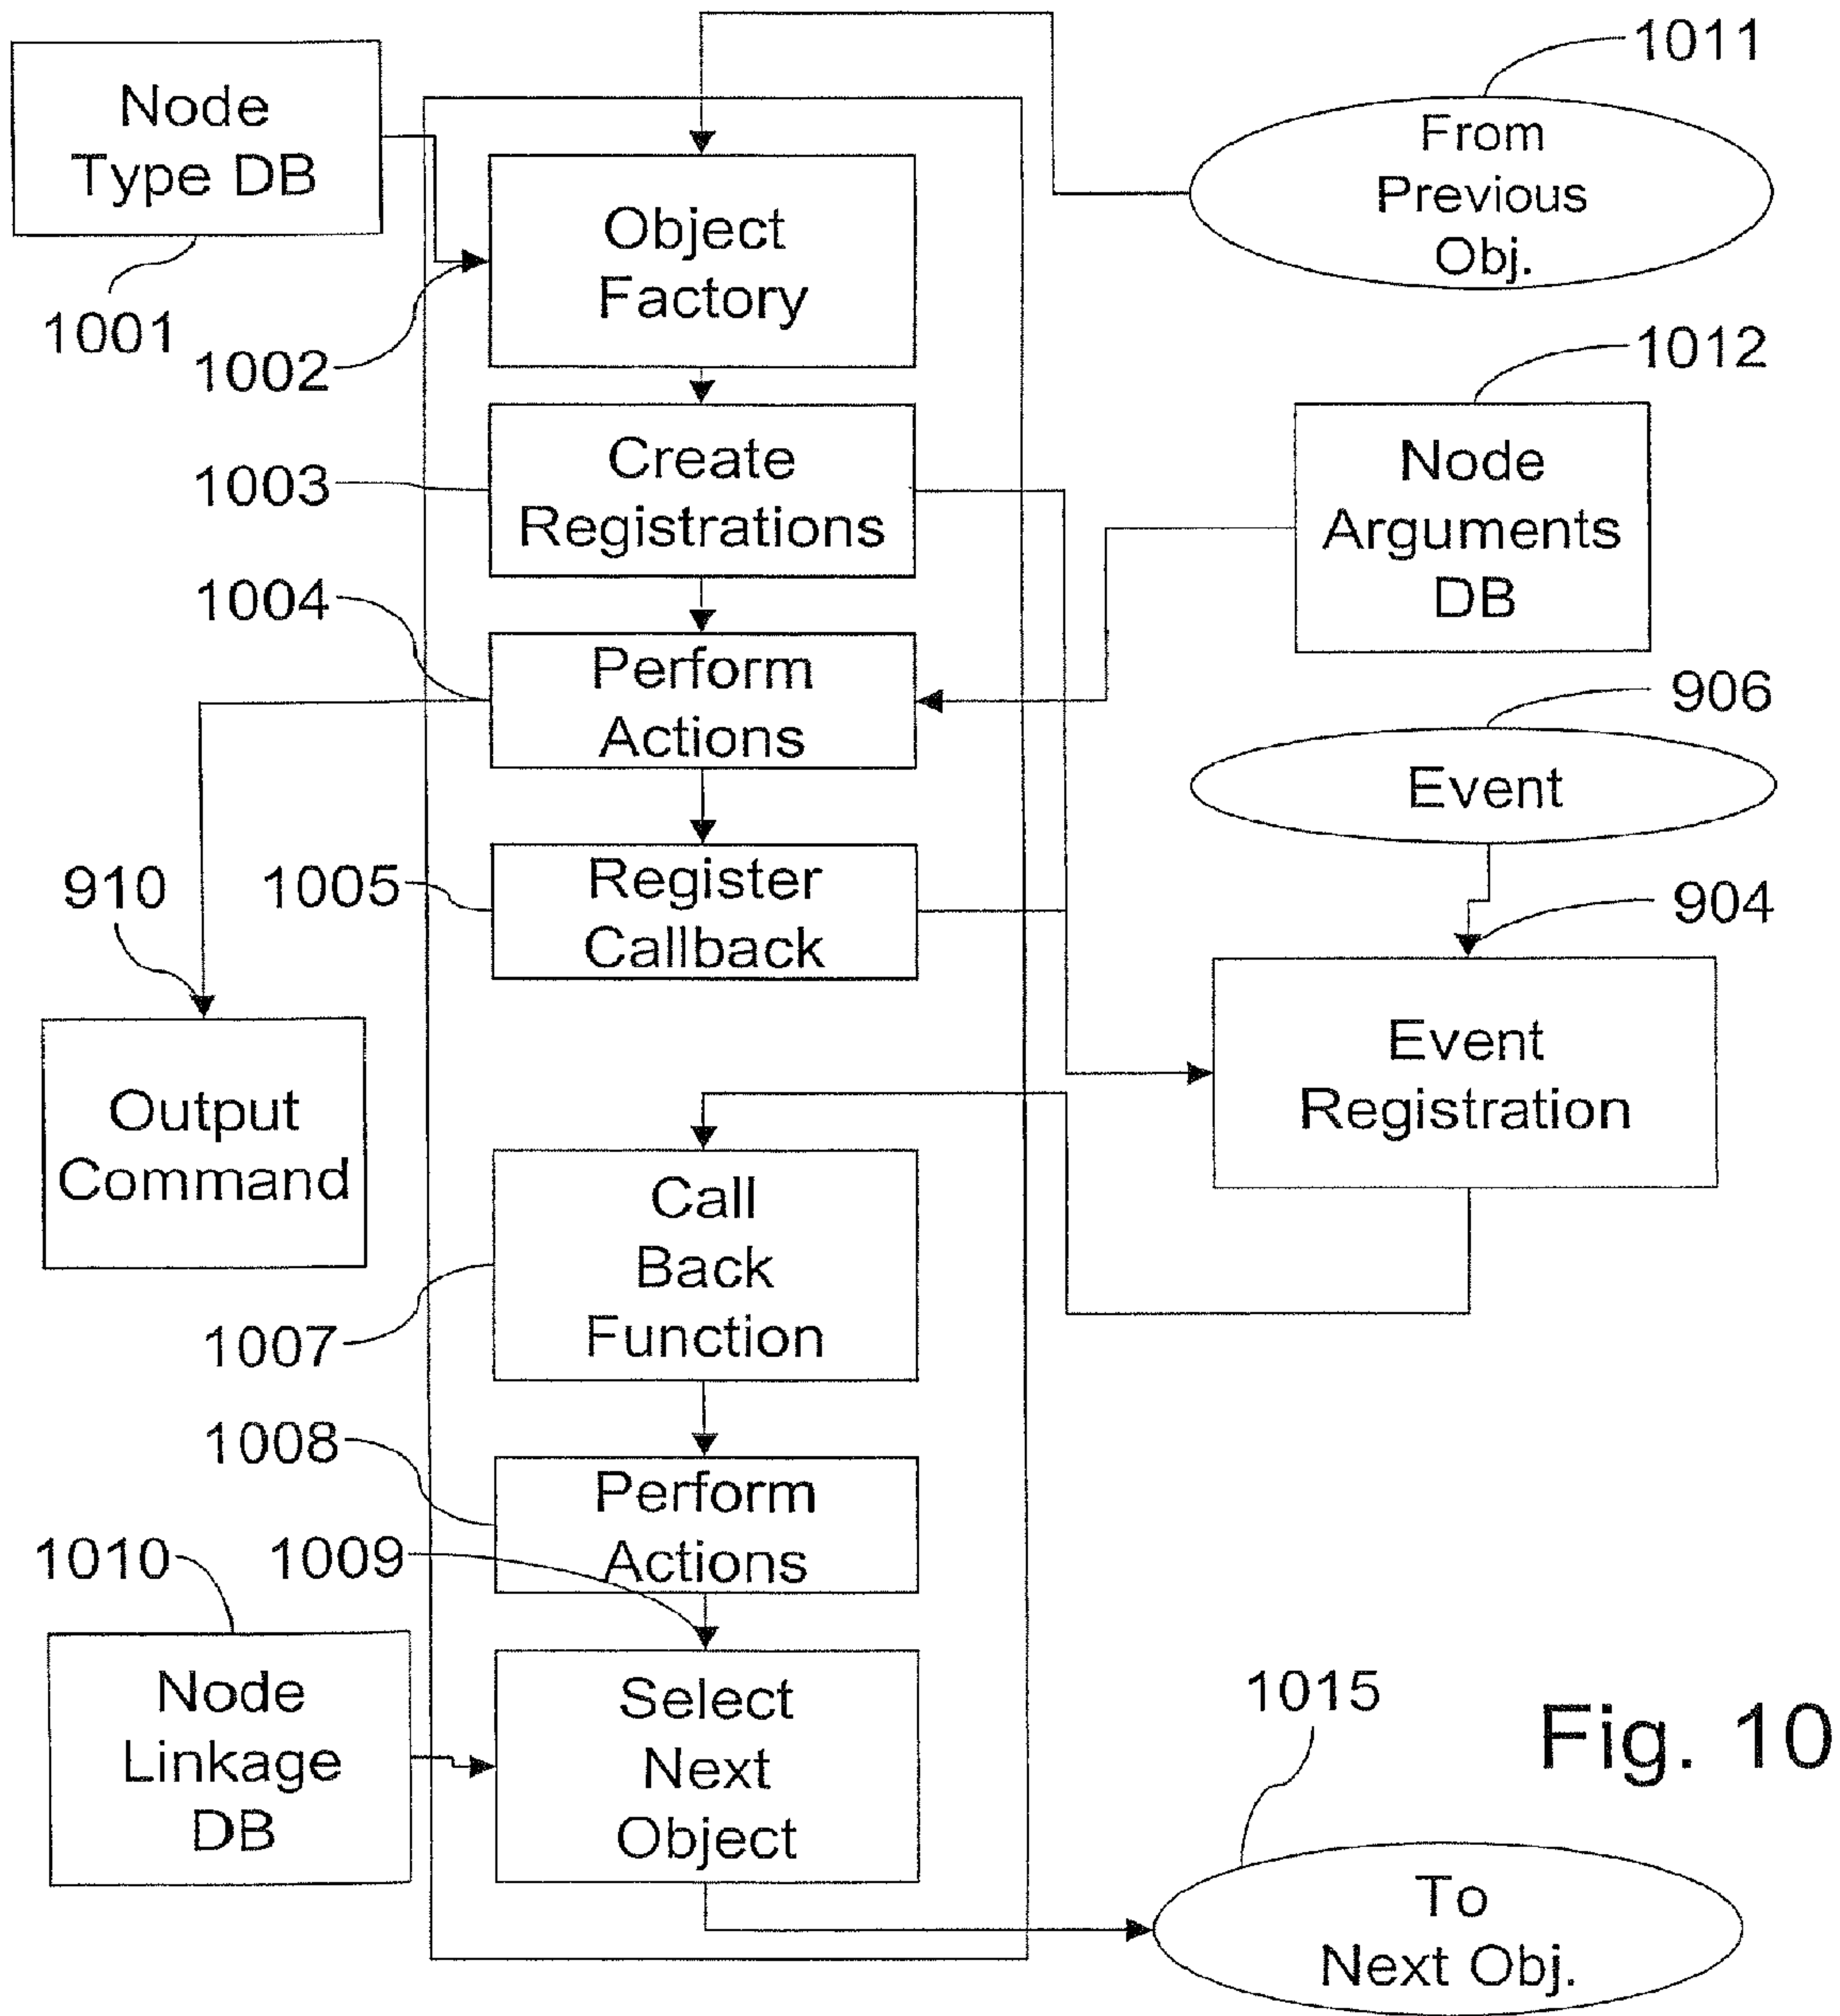 1011
Node
Type DB
From
Previous
Obj.
Object
Factory
1001
1002
1012
Create
Registrations
1003
Node
Arguments
DB
1004
Perform
Actions
906
Event
910
1005
Register
Callback
904
Output
Command
Event
Registration
Call
Back
Function
1007
1008
Perform
Actions
1010
1009
Node
Linkage
DB
Select
Next
Object
1015
Fig. 10
To
Next Obj.